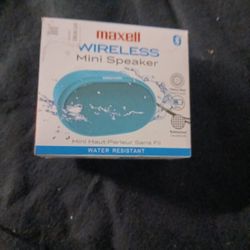 maxell
WIRELESS
Mini Speaker
Mini Haut-Parleur Sans Fil
WATER RESISTANT